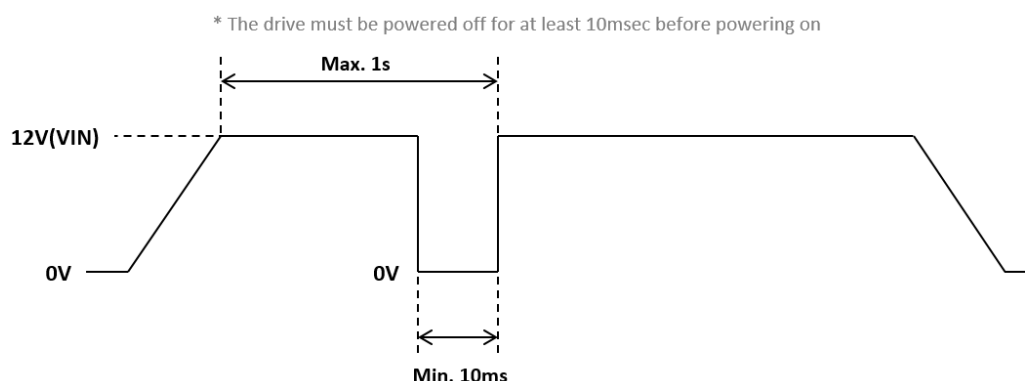 * The drive must be powered off for at least 10msec before powering on
Max. 1s
12V(VIN)
0V
0V
Min. 10ms